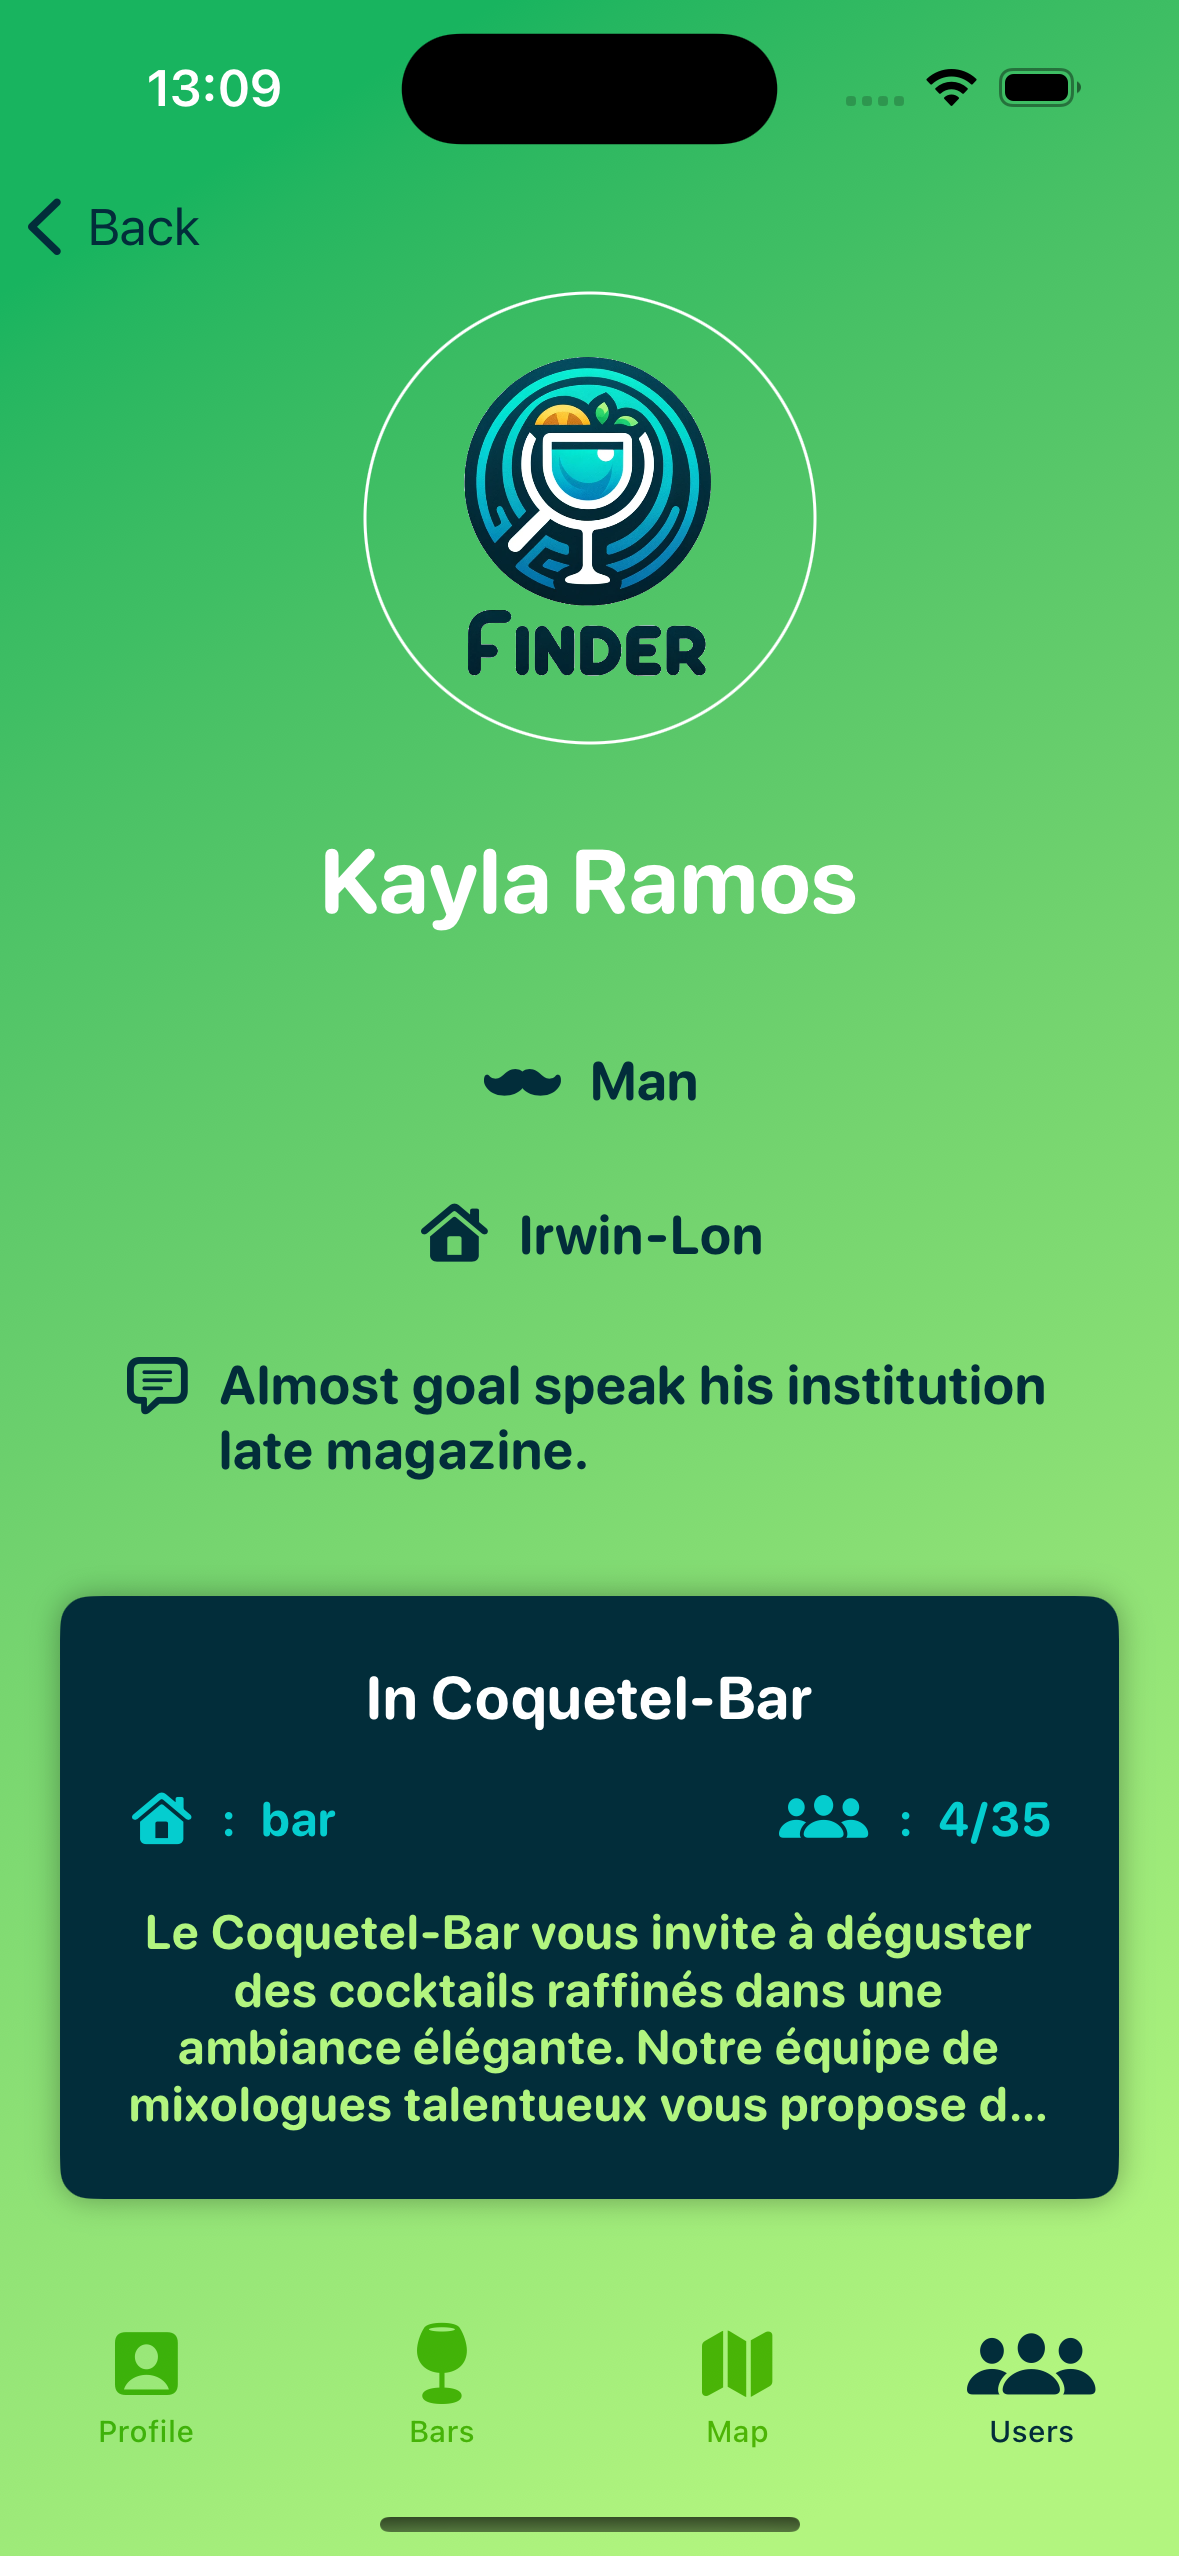 13:09
Back
FINDER
Kayla Ramos
Man
Irwin-Lon
Almost goal speak his institution
late magazine.
In Coquetel-Bar
: bar
: 4/35
Le Coquetel-Bar vous invite à déguster
des cocktails raffinés dans une
ambiance élégante. Notre équipe de
mixologues talentueux vous propose d...
Profile
Bars
Map
Users